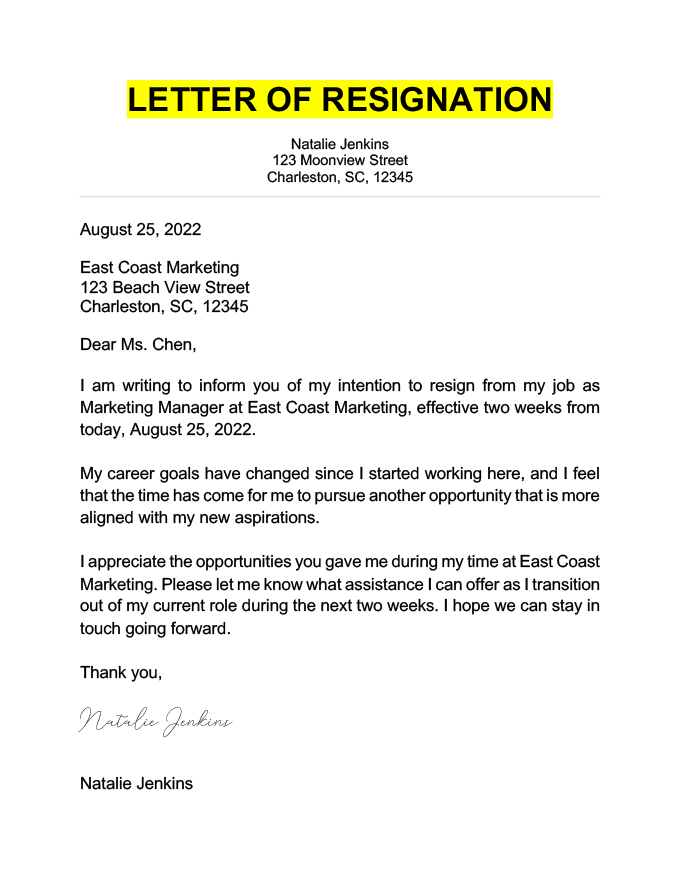 LETTER OF RESIGNATION
Natalie Jenkins
123 Moonview Street
Charleston, SC, 12345
August 25, 2022
East Coast Marketing
123 Beach View Street
Charleston, SC, 12345
Dear Ms. Chen,
I am writing to inform you of my intention to resign from my job as
Marketing Manager at East Coast Marketing, effective two weeks from
today, August 25, 2022.
My career goals have changed since I started working here, and I feel
that the time has come for me to pursue another opportunity that is more
aligned with my new aspirations.
I appreciate the opportunities you gave me during my time at East Coast
Marketing. Please let me know what assistance I can offer as I transition
out of my current role during the next two weeks. I hope we can stay in
touch going forward.
Thank you,
Natalie Jenkins
Natalie Jenkins